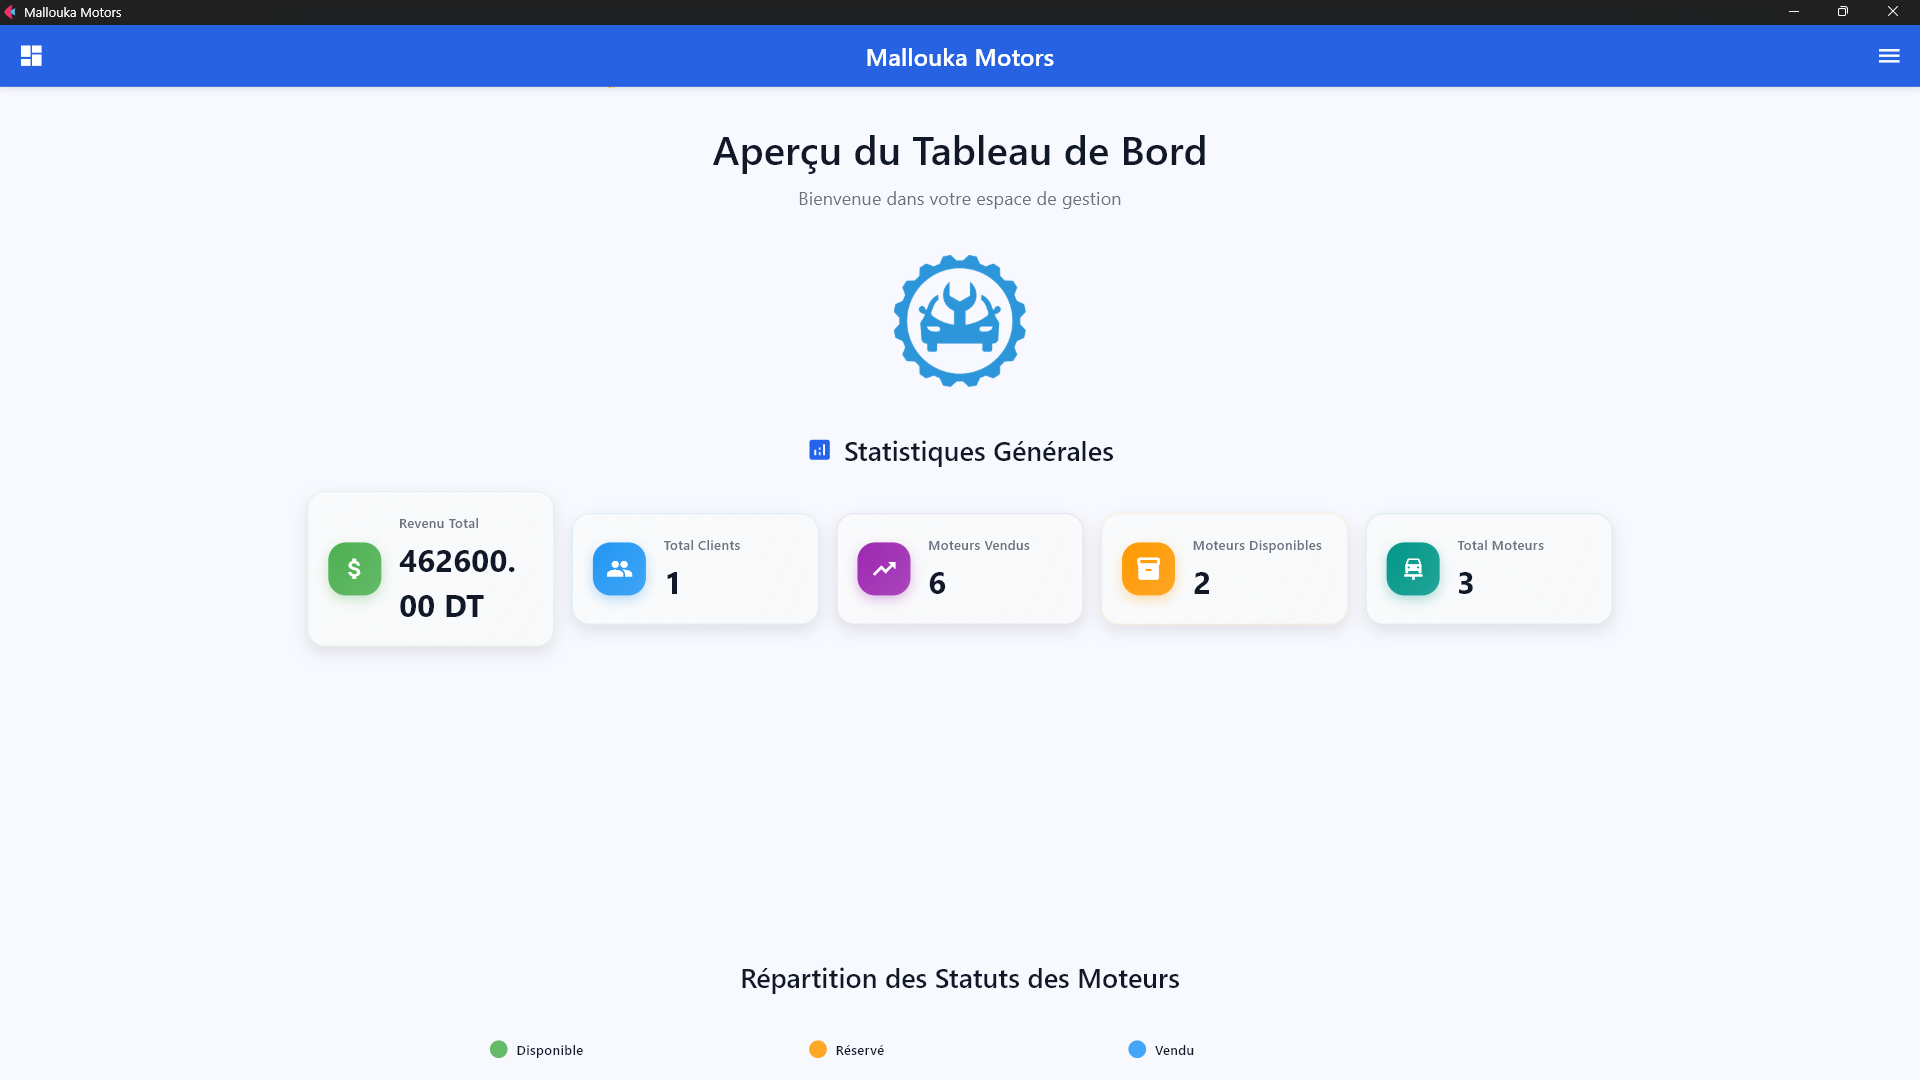 Mallouka Motors
Mallouka Motors
Aperçu du Tableau de Bord
Bienvenue dans votre espace de gestion
Statistiques Générales
Revenu Total
462600.
00 DT
Total Clients
1
Moteurs Vendus
6
Moteurs Disponibles
2
Total Moteurs
3
Répartition des Statuts des Moteurs
Disponible
Réservé
Vendu